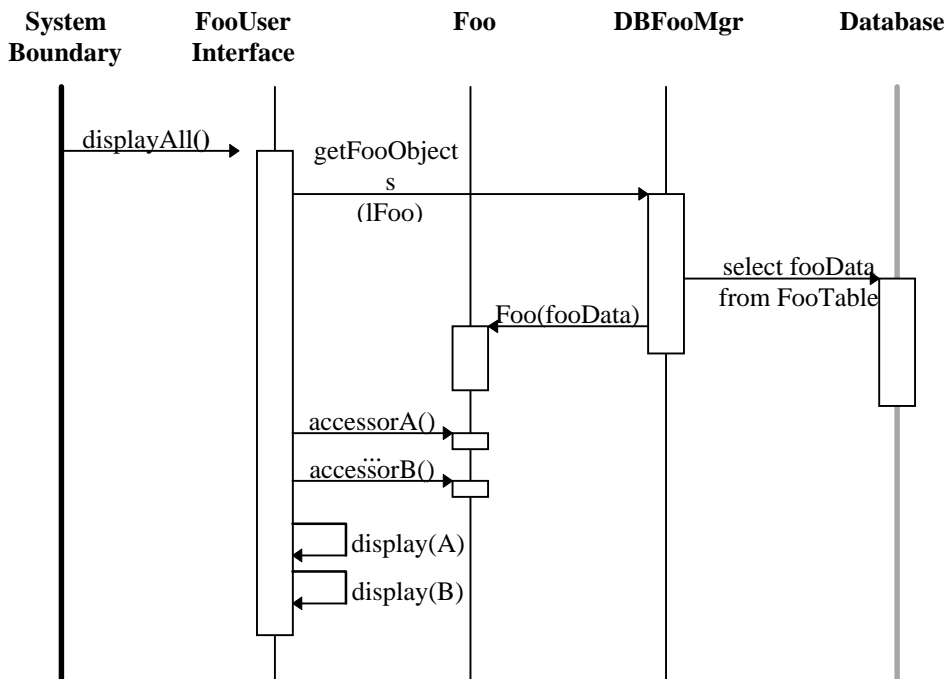 System Boundary
FooUser Interface
Foo
DBFooMgr
Database
displayAll()
getFooObject
s
(lFoo)
select fooData
from FooTable
Foo(fooData)
accessorA()
...
accessorB()
display(A)
display(B)